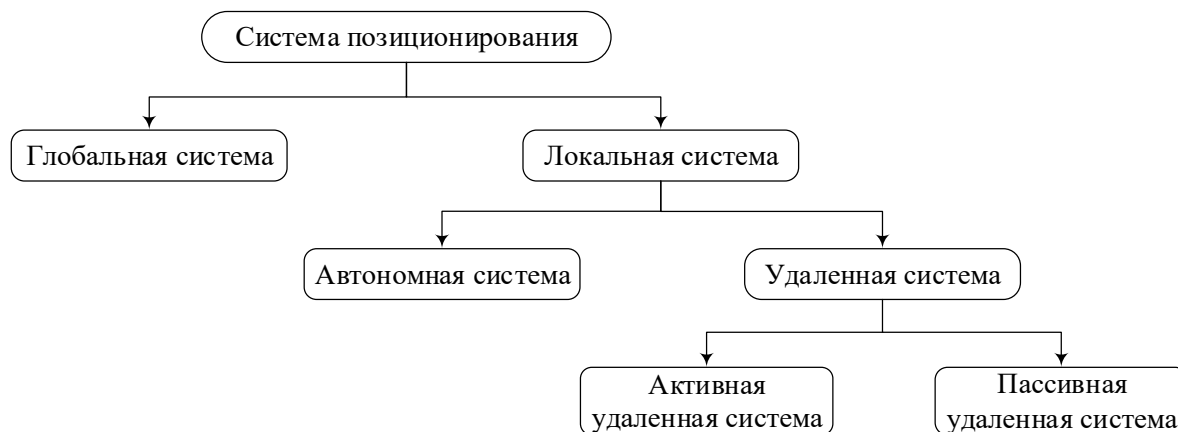 Система позиционирования
Глобальная система
Локальная система
Автономная система
Удаленная система
Активная
удаленная система
Пассивная
удаленная система